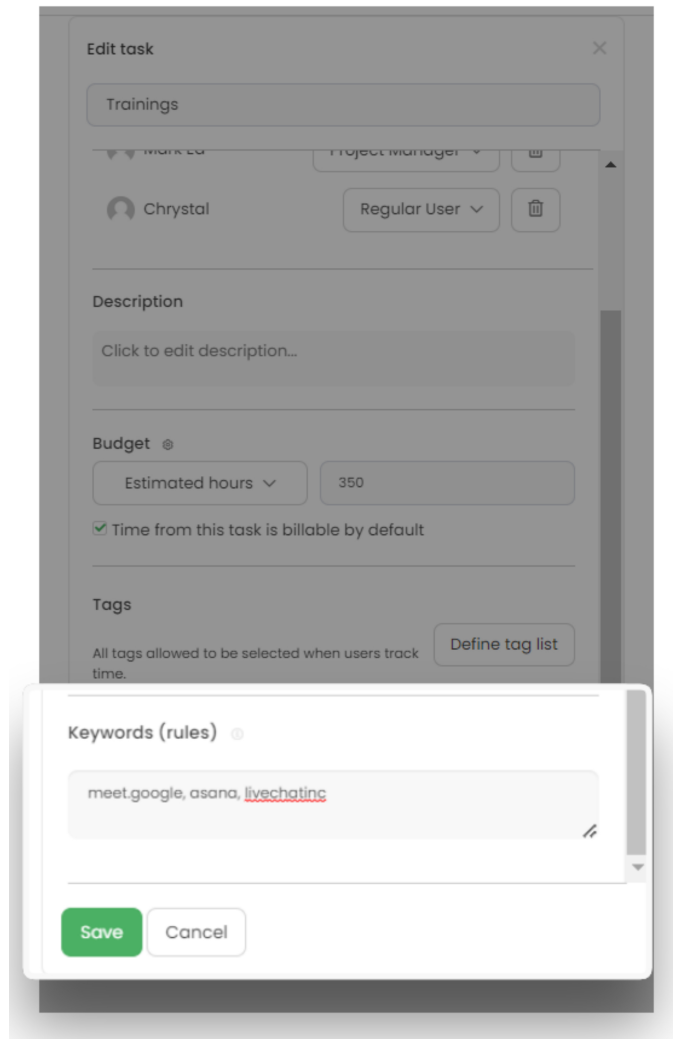 Edit task
Trainings
Mark Ed Project Manager
Chrystal Regular User
Description
Click to edit description...
Budget
Estimated hours 350
Time from this task is billable by default
Tags
All tags allowed to be selected when users track
time.
Define tag list
Keywords (rules)
meet.google, asana, livechatinc
Save Cancel